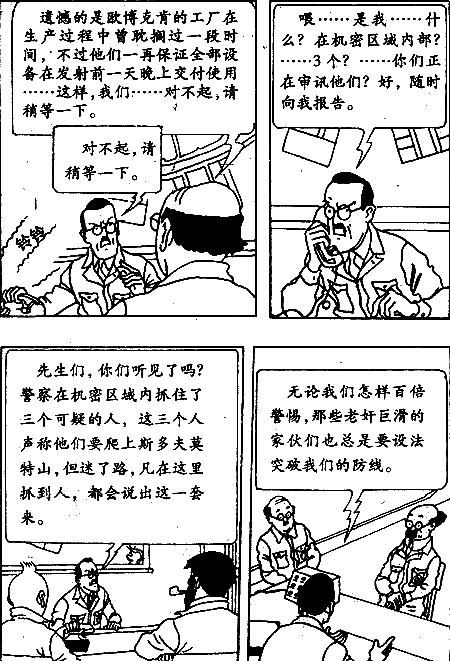 遗憾的是欧博克肯的工厂在
生产过程中曾耽搁过一段时
间，不过他们一再保证全部设
备在发射前一天晚上交付使用
……这样，我们……对不起，请
稍等一下。
对不起，请
稍等一下。
铃铃
喂……是我……什
么？在机密区域内部？
……3个？……你们正
在审讯他们？好，随时
向我报告。
先生们，你们听见了吗？
警察在机密区域内抓住了
三个可疑的人，这三个人
声称他们要爬上斯多夫莫
特山，但迷了路，凡在这里
抓到人，都会说出这一套
来。
无论我们怎样百倍
警惕，那些老奸巨滑的
家伙们也总是要设法
突破我们的防线。